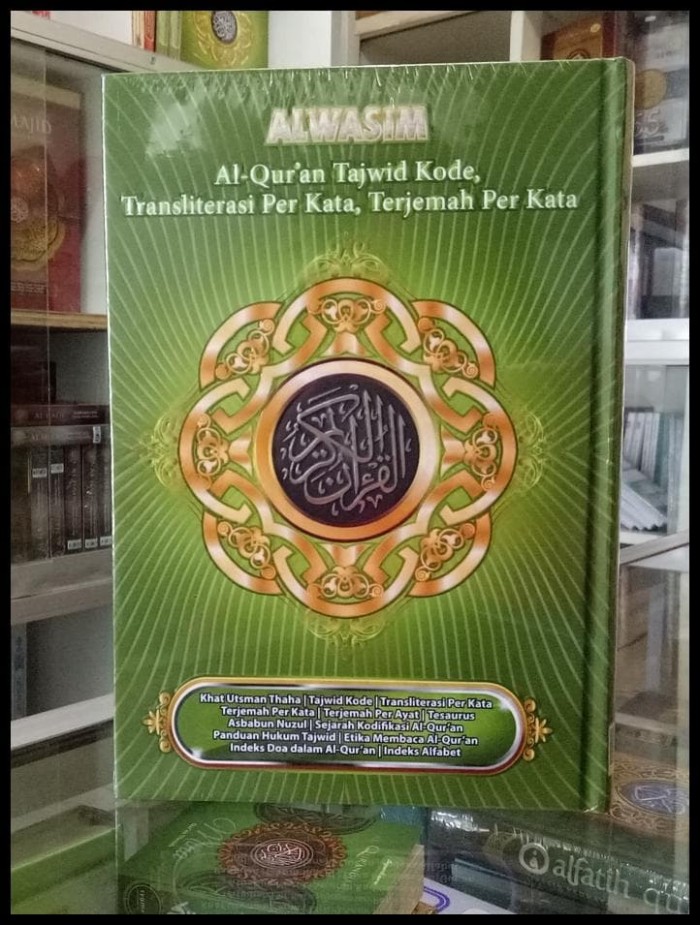 ALWASIM
Al-Qur'an Tajwid Kode,
Transliterasi Per Kata, Terjemah Per Kata
القرآن الكريم
Khat Utsman Thaha | Tajwid Kode | Transliterasi Per Kata
Terjemah Per Kata | Terjemah Per Ayat | Tesaurus
Asbabun Nuzul | Sejarah Kodifikasi Al-Qur'an
Panduan Hukum Tajwid | Etika Membaca Al-Qur'an
Indeks Doa dalam Al-Qur'an | Indeks Alfabet
alfatih